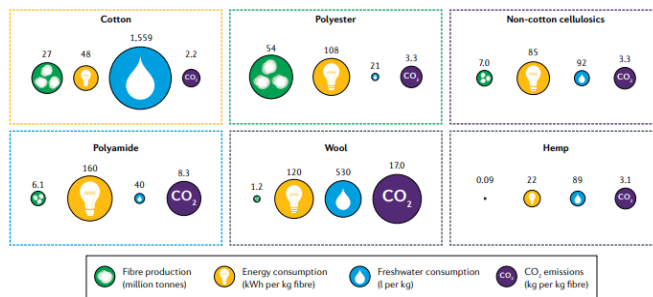 Cotton
27 48 1,559 2.2
CO2
Polyester
54 108 21 3.3
CO2
Non-cotton cellulosics
7.0 85 92 3.3
CO2
Polyamide
6.1 160 40 8.3
CO2
Wool
1.2 120 530 17.0
CO2
Hemp
0.09 22 89 3.1
CO2
Fibre production
(million tonnes)
Energy consumption
(kWh per kg fibre)
Freshwater consumption
(l per kg)
CO2
CO2 emissions
(kg per kg fibre)